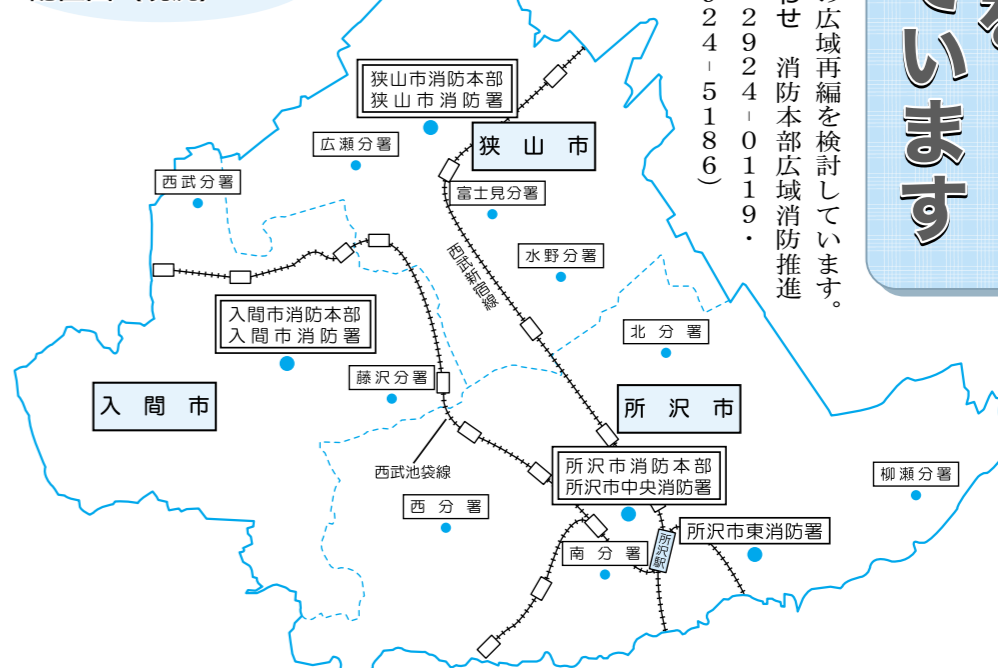 います
広域再編を検討しています。
せ　消防本部広域消防推進
2924-0119・
24-5186）
狭山市消防本部
狭山市消防署
狭山市
広瀬分署
西武分署
富士見分署
水野分署
西武新宿線
入間市消防本部
入間市消防署
北分署
藤沢分署
入間市
所沢市
西武池袋線
所沢市消防本部
所沢市中央消防署
柳瀬分署
西分署
所沢市東消防署
南分署
所沢駅